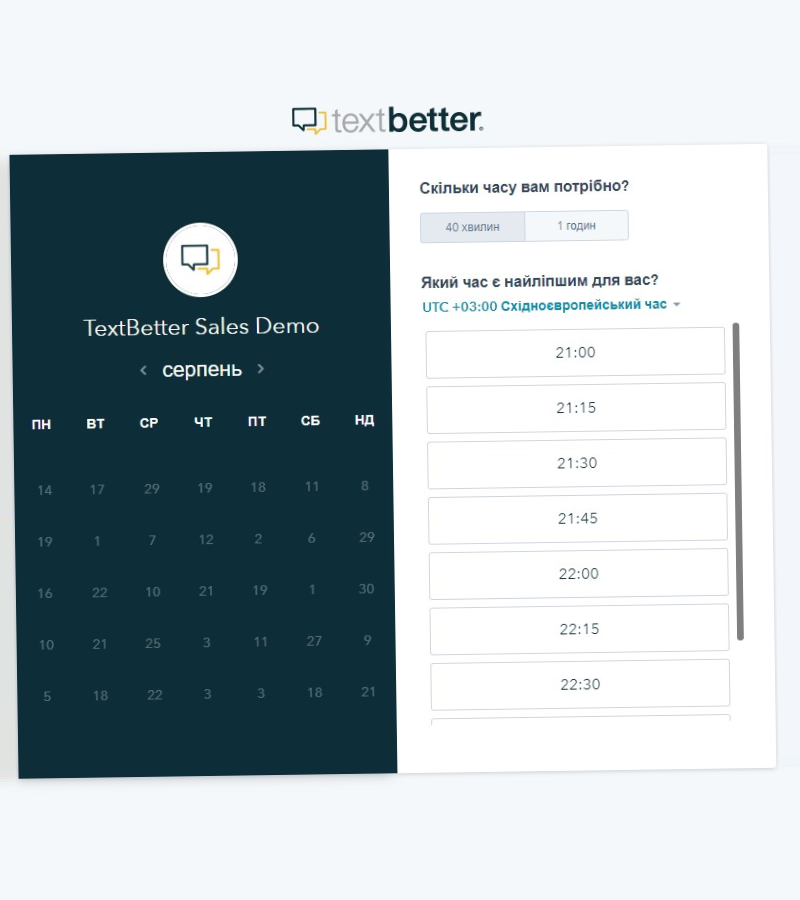 textbetter.
TextBetter Sales Demo
серпень
ПН ВТ СР ЧТ ПТ СБ НД
14 17 29 19 18 11 8
19 1 7 12 2 6 29
16 22 10 21 19 1 30
10 21 25 3 11 27 9
5 18 22 3 3 18 21
Скільки часу вам потрібно?
40 хвилин 1 годин
Який час є найліпшим для вас?
UTC +03:00 Східноєвропейський час
21:00
21:15
21:30
21:45
22:00
22:15
22:30